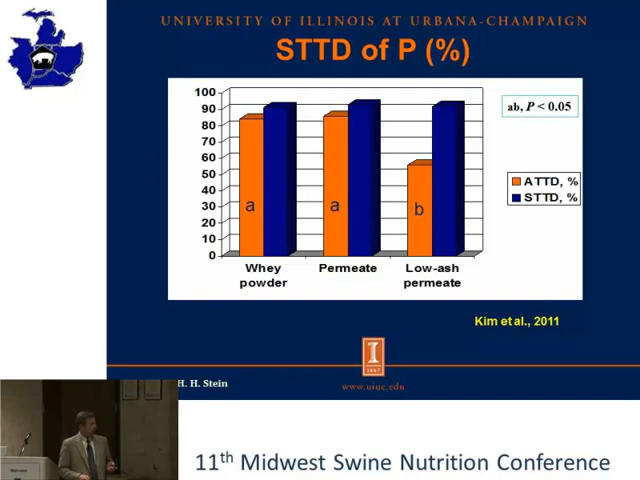 UNIVERSITY OF ILLINOIS AT URBANA-CHAMPAIGN
STTD of P (%)
100
90
80
70
60
50
40
30
20
10
0
a
a
b
Whey powder
Permeate
Low-ash permeate
ab, P < 0.05
ATTD, %
STTD, %
Kim et al., 2011
I
1867
H. H. Stein
www.uiuc.edu
11th Midwest Swine Nutrition Conference